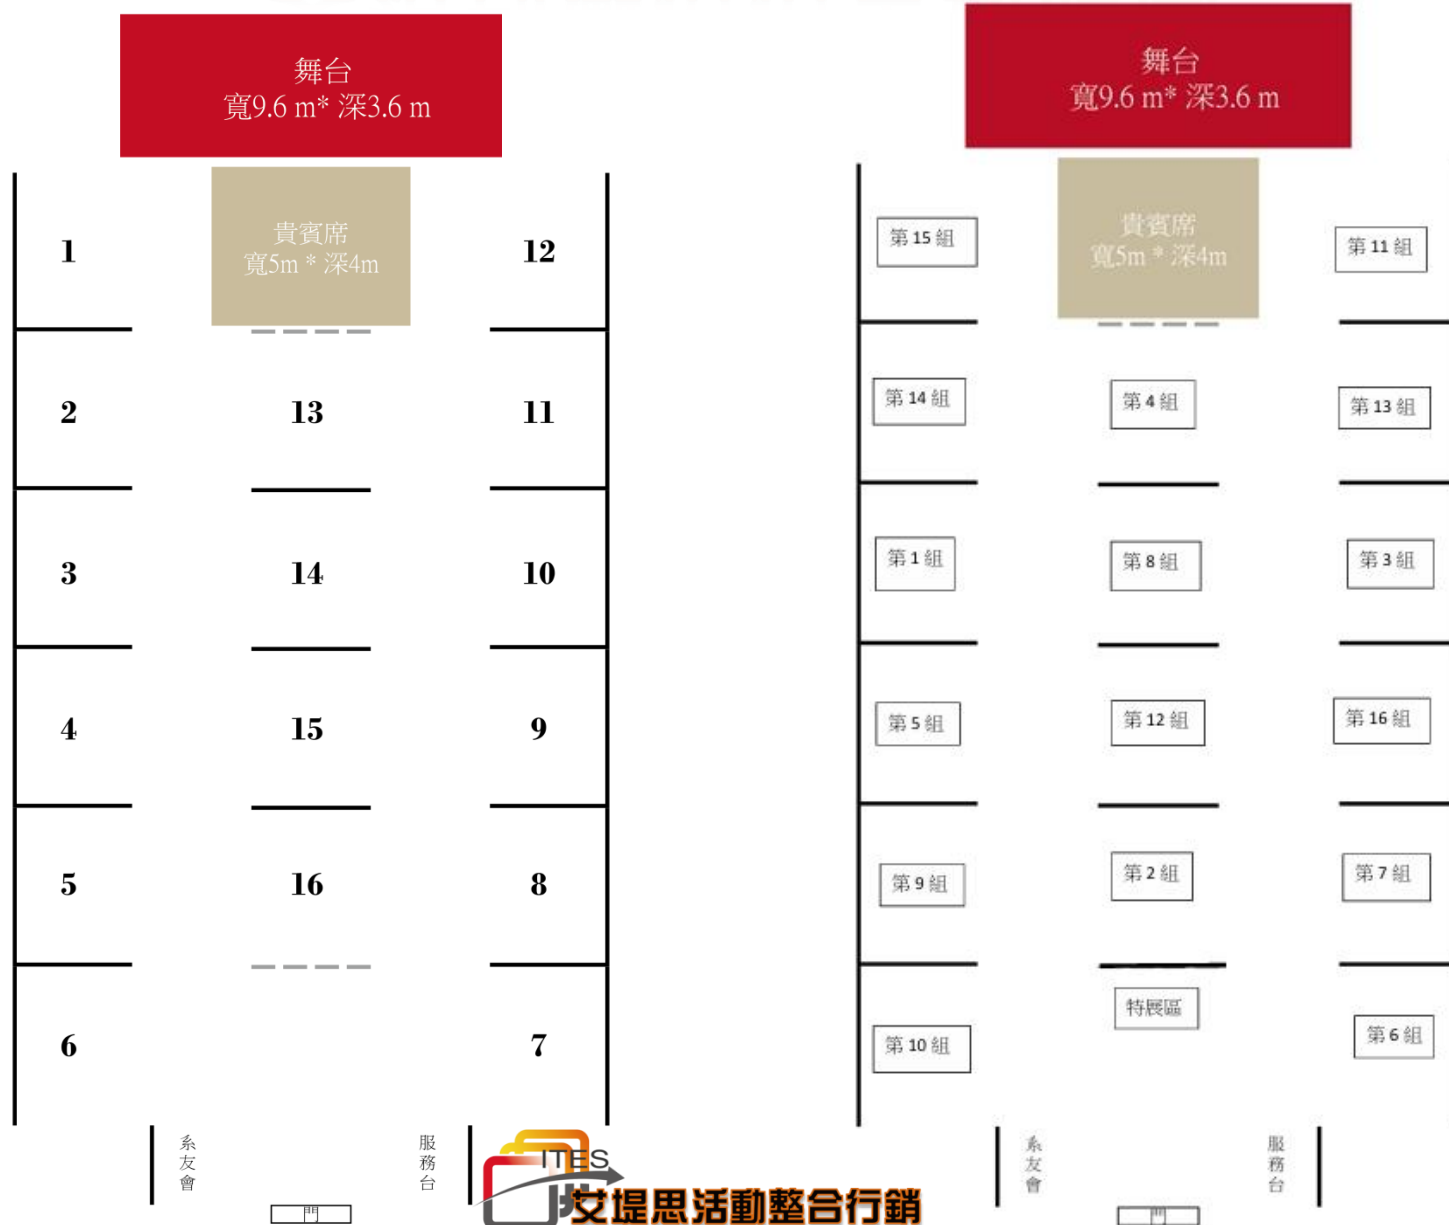 舞台
寬9.6 m* 深3.6 m
貴賓席
寬5m * 深4m
1
12
2
13
11
3
14
10
4
15
9
5
16
8
6
7
系友會
服務台
門
舞台
寬9.6 m* 深3.6 m
貴賓席
寬5m * 深4m
第 15 組
第 11 組
第 14 組
第 4 組
第 13 組
第 1 組
第 8 組
第 3 組
第 5 組
第 12 組
第 16 組
第 9 組
第 2 組
第 7 組
特展區
第 10 組
第 6 組
系友會
服務台
門
ITES
艾堤思活動整合行銷